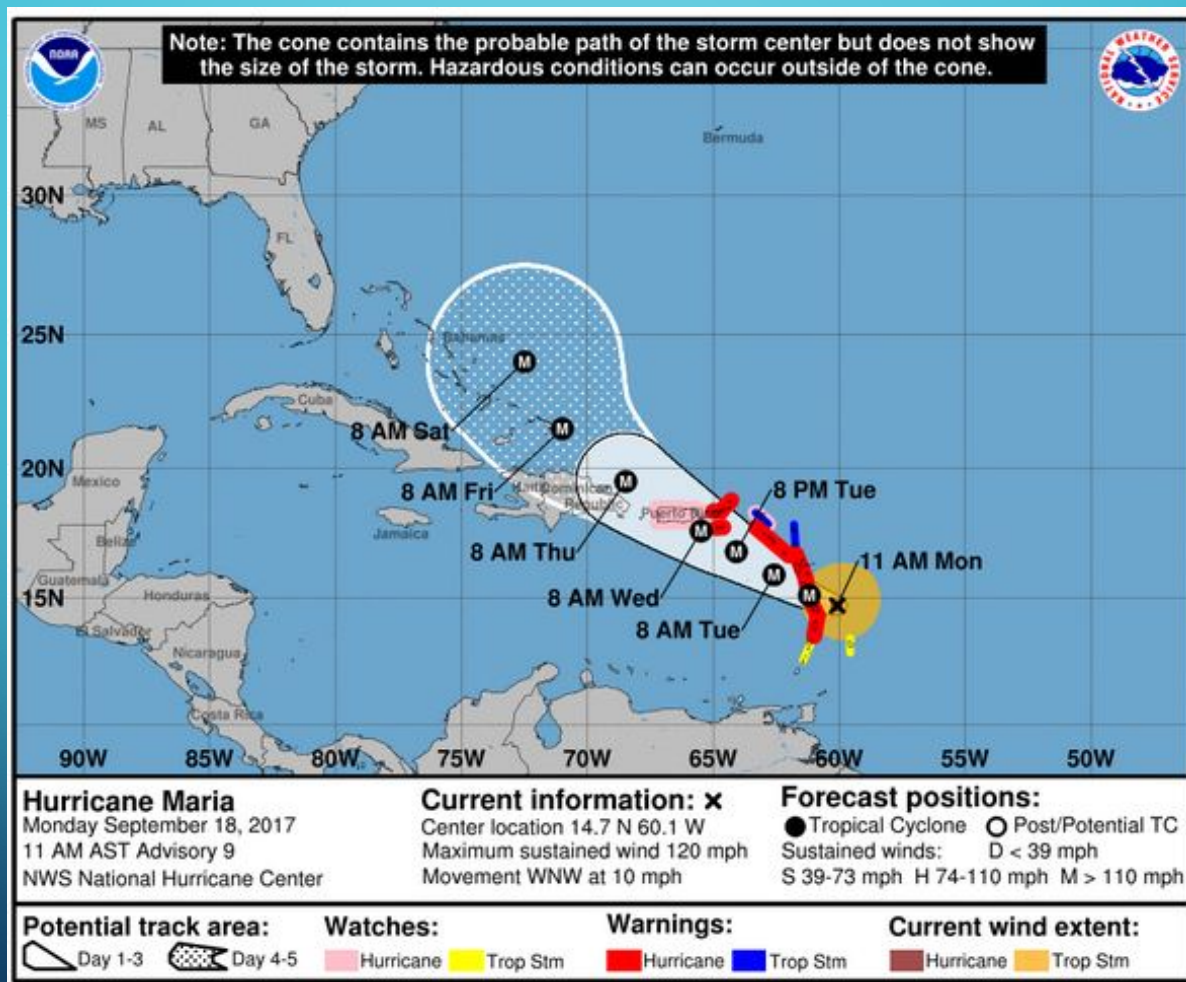 Note: The cone contains the probable path of the storm center but does not show
the size of the storm. Hazardous conditions can occur outside of the cone.
NOAA
NATIONAL WEATHER SERVICE
MS
AL
GA
Bermuda
30N
FL
25N
Bahamas
Cuba
8 AM Sat
M
M
20N
Mexico
8 AM Fri
Haiti
Dominican
Republic
M
8 PM Tue
Puerto Rico
Jamaica
Belize
8 AM Thu
M
M
Guatemala
11 AM Mon
M
M
15N
Honduras
8 AM Wed
El Salvador
8 AM Tue
Nicaragua
Costa Rica
90W 85W 80W 75W 70W 65W 60W 55W 50W
Hurricane Maria
Monday September 18, 2017
11 AM AST Advisory 9
NWS National Hurricane Center
Current information: x
Center location 14.7 N 60.1 W
Maximum sustained wind 120 mph
Movement WNW at 10 mph
Forecast positions:
Tropical Cyclone Post/Potential TC
Sustained winds: D < 39 mph
S 39-73 mph H 74-110 mph M > 110 mph
Potential track area:
Day 1-3 Day 4-5
Watches:
Hurricane Trop Stm
Warnings:
Hurricane Trop Stm
Current wind extent:
Hurricane Trop Stm